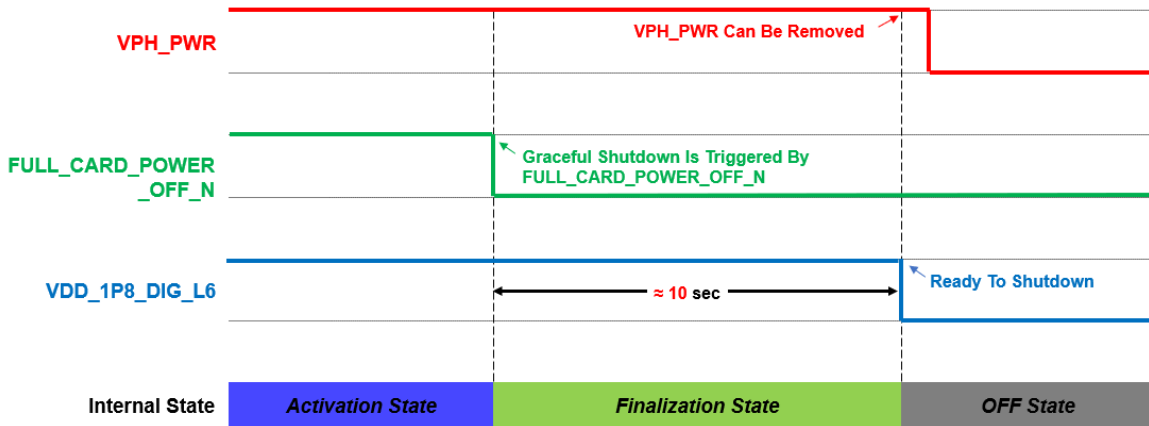 VPH_PWR
VPH_PWR Can Be Removed
FULL_CARD_POWER
_OFF_N
Graceful Shutdown Is Triggered By
FULL_CARD_POWER_OFF_N
VDD_1P8_DIG_L6
≈ 10 sec
Ready To Shutdown
Internal State
Activation State
Finalization State
OFF State